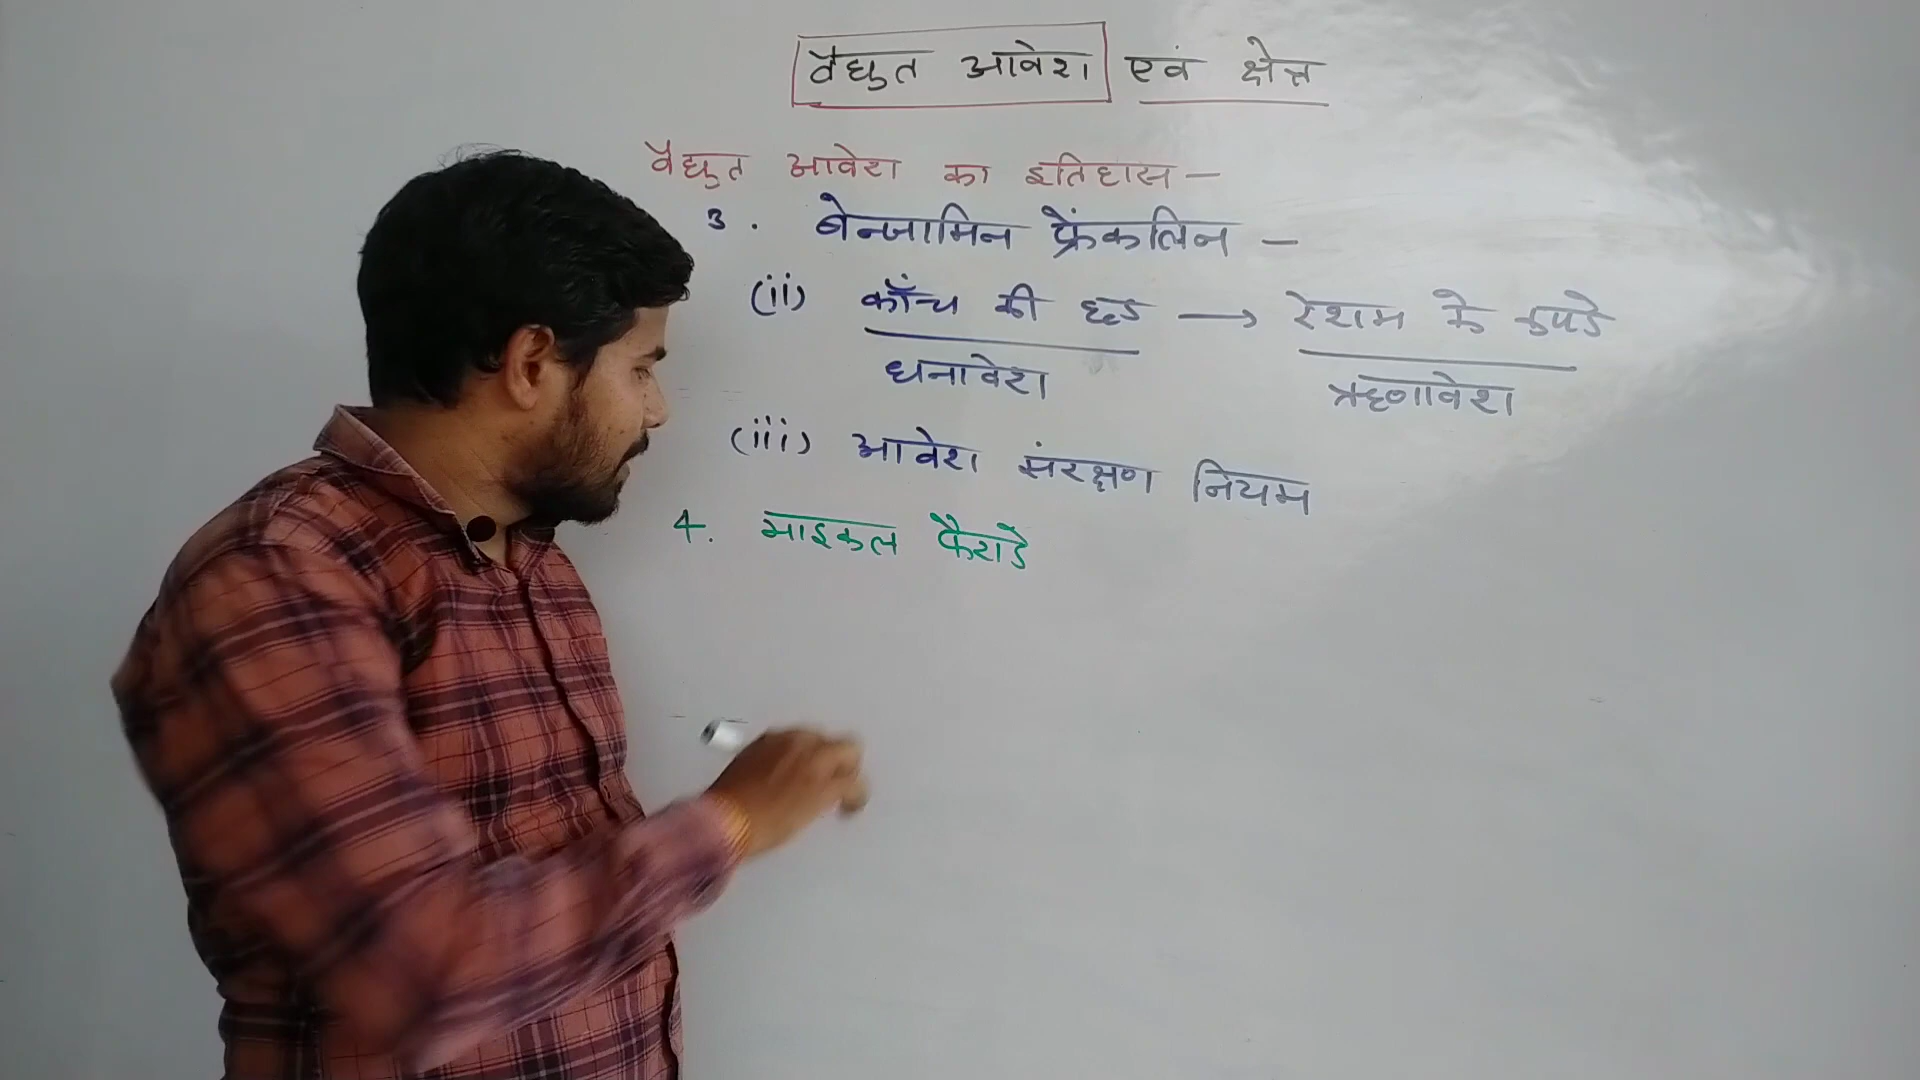 वैद्युत आवेश एवं क्षेत्र
वैद्युत आवेश का इतिहास —
3 . बेन्जामिन फ्रेंकलिन —
(ii) काँच की छड → रेशम के कपडे
धनावेश ऋणावेश
(iii) आवेश संरक्षण नियम
4 . माइकल फैराडे